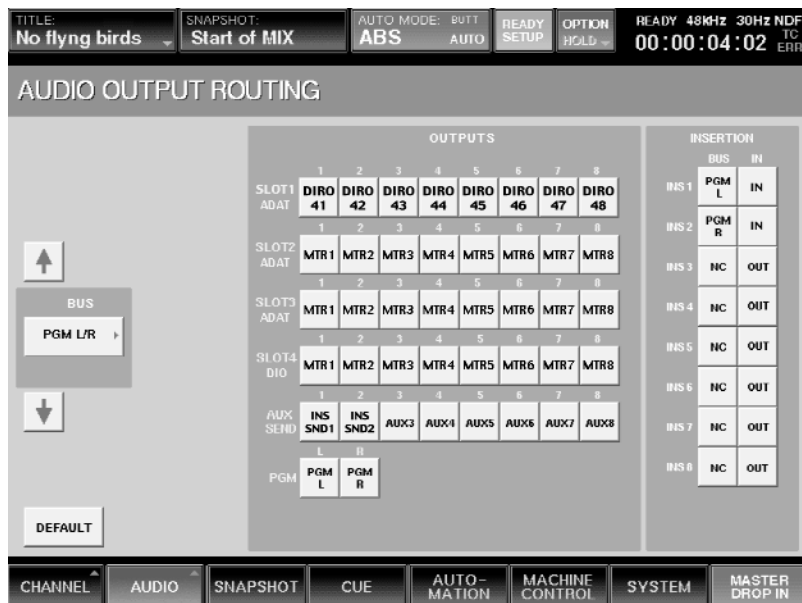 TITLE: SNAPSHOT: AUTO MODE: BUTT READY SETUP OPTION HOLD READY 48kHz 30Hz NDF
No flyng birds Start of MIX ABS AUTO 00:00:04:02 TC ERR
AUDIO OUTPUT ROUTING
OUTPUTS
1 2 3 4 5 6 7 8
SLOT1 ADAT DIRO 41 DIRO 42 DIRO 43 DIRO 44 DIRO 45 DIRO 46 DIRO 47 DIRO 48
1 2 3 4 5 6 7 8
SLOT2 ADAT MTR1 MTR2 MTR3 MTR4 MTR5 MTR6 MTR7 MTR8
1 2 3 4 5 6 7 8
SLOT3 ADAT MTR1 MTR2 MTR3 MTR4 MTR5 MTR6 MTR7 MTR8
1 2 3 4 5 6 7 8
SLOT4 DIO MTR1 MTR2 MTR3 MTR4 MTR5 MTR6 MTR7 MTR8
1 2 3 4 5 6 7 8
AUX SEND INS SND1 INS SND2 AUX3 AUX4 AUX5 AUX6 AUX7 AUX8
L R
PGM PGM L PGM R
INSERTION
BUS IN
INS 1 PGM L IN
INS 2 PGM R IN
INS 3 NC OUT
INS 4 NC OUT
INS 5 NC OUT
INS 6 NC OUT
INS 7 NC OUT
INS 8 NC OUT
BUS
PGM L/R
DEFAULT
CHANNEL AUDIO SNAPSHOT CUE AUTO-MATION MACHINE CONTROL SYSTEM MASTER DROP IN